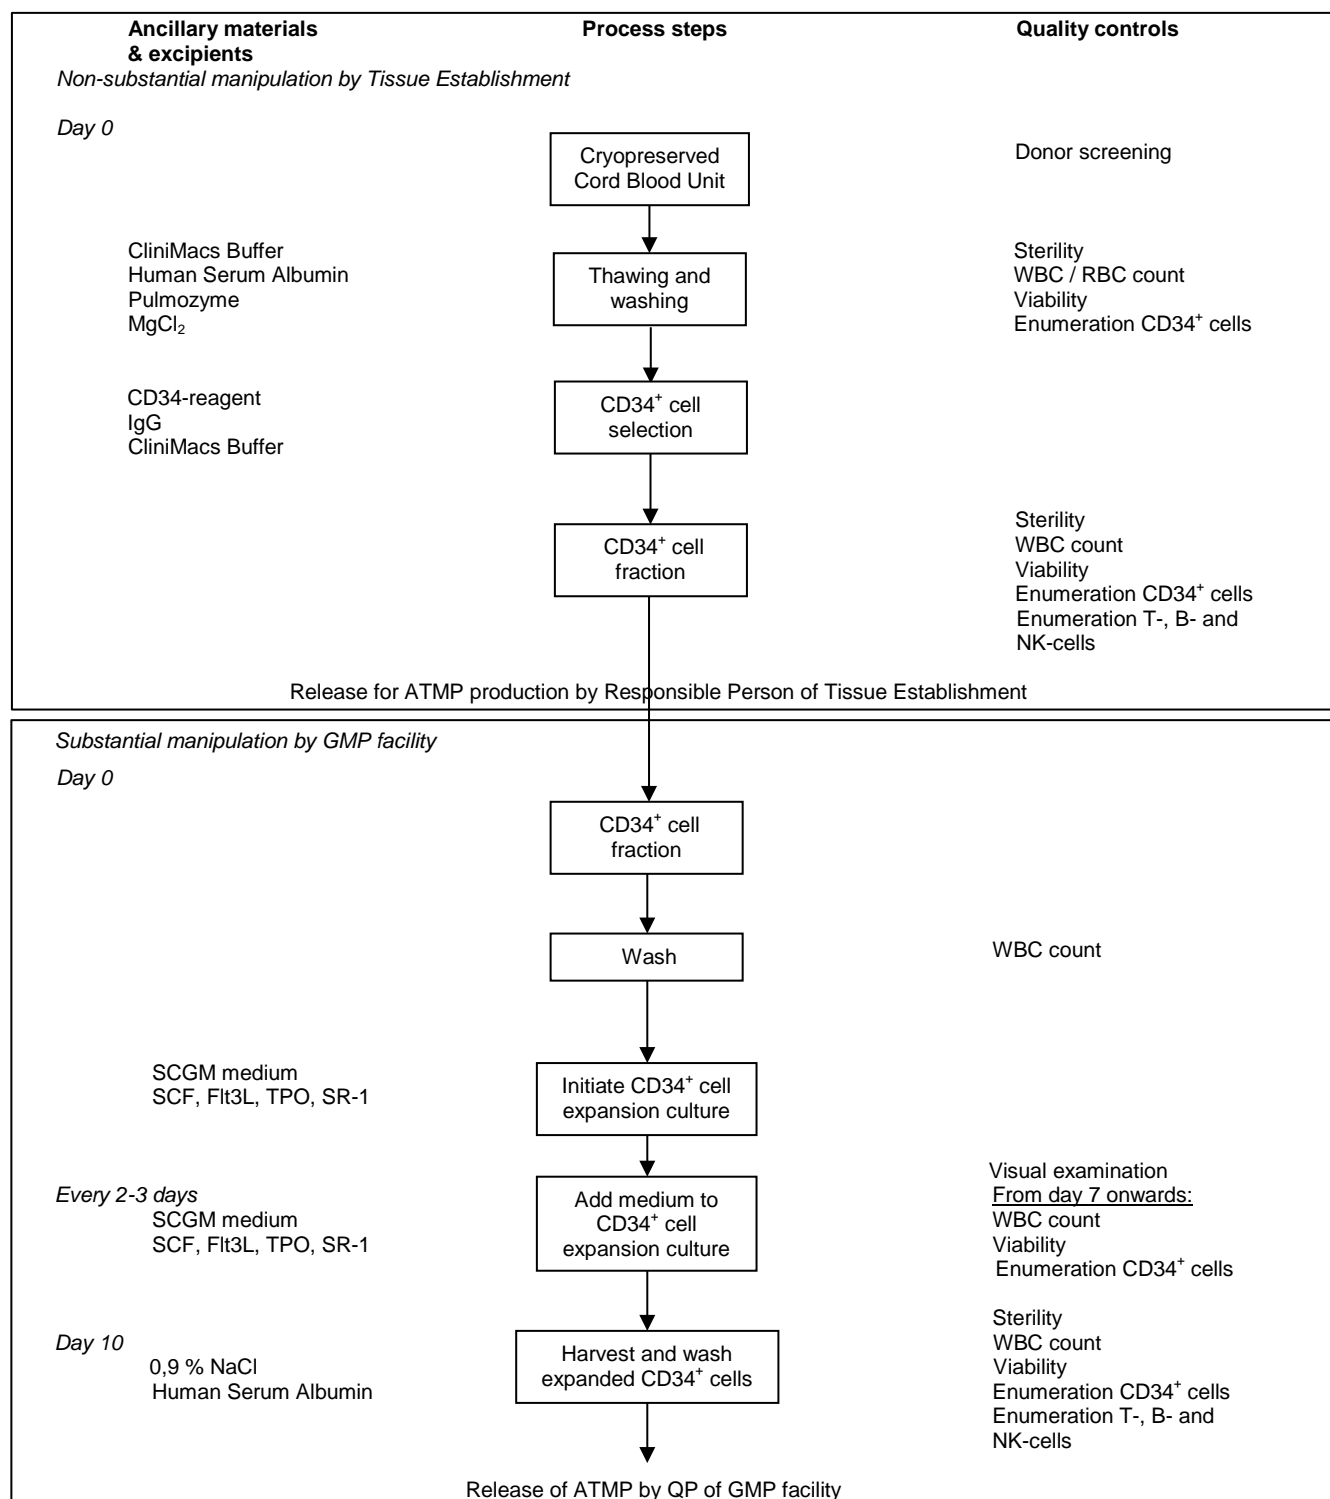 Ancillary materials
& excipients
Process steps
Quality controls
Non-substantial manipulation by Tissue Establishment
Day 0
Cryopreserved
Cord Blood Unit
Donor screening
CliniMacs Buffer
Human Serum Albumin
Pulmozyme
MgCl₂
Thawing and
washing
Sterility
WBC / RBC count
Viability
Enumeration CD34⁺ cells
CD34-reagent
IgG
CliniMacs Buffer
CD34⁺ cell
selection
CD34⁺ cell
fraction
Sterility
WBC count
Viability
Enumeration CD34⁺ cells
Enumeration T-, B- and
NK-cells
Release for ATMP production by Responsible Person of Tissue Establishment
Substantial manipulation by GMP facility
Day 0
CD34⁺ cell
fraction
Wash
WBC count
SCGM medium
SCF, Flt3L, TPO, SR-1
Initiate CD34⁺ cell
expansion culture
Every 2-3 days
SCGM medium
SCF, Flt3L, TPO, SR-1
Add medium to
CD34⁺ cell
expansion culture
Visual examination
From day 7 onwards:
WBC count
Viability
Enumeration CD34⁺ cells
Day 10
0,9 % NaCl
Human Serum Albumin
Harvest and wash
expanded CD34⁺ cells
Sterility
WBC count
Viability
Enumeration CD34⁺ cells
Enumeration T-, B- and
NK-cells
Release of ATMP by QP of GMP facility